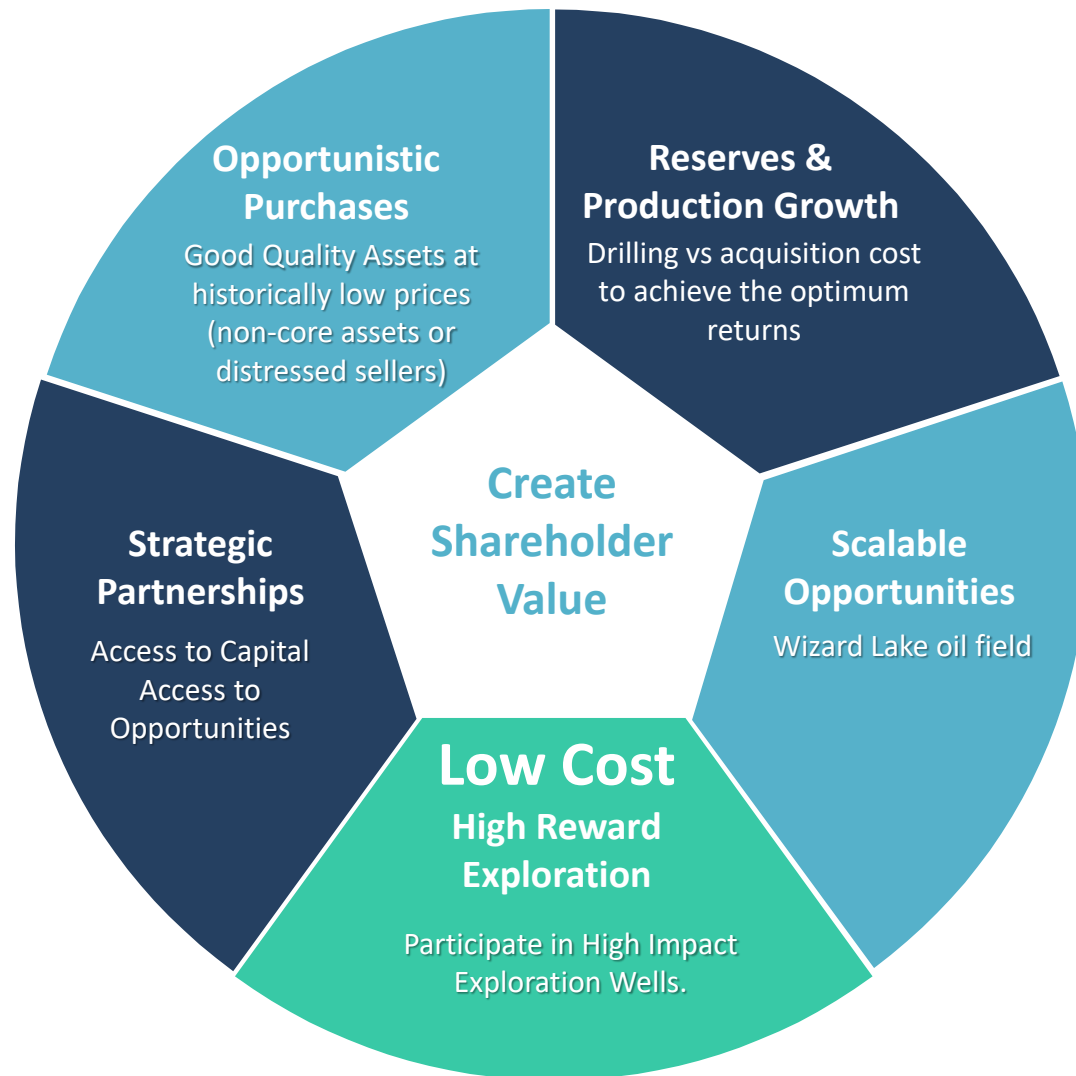 Opportunistic
Purchases
Good Quality Assets at
historically low prices
(non-core assets or
distressed sellers)
Reserves &
Production Growth
Drilling vs acquisition cost
to achieve the optimum
returns
Create
Shareholder
Value
Strategic
Partnerships
Access to Capital
Access to
Opportunities
Scalable
Opportunities
Wizard Lake oil field
Low Cost
High Reward
Exploration
Participate in High Impact
Exploration Wells.